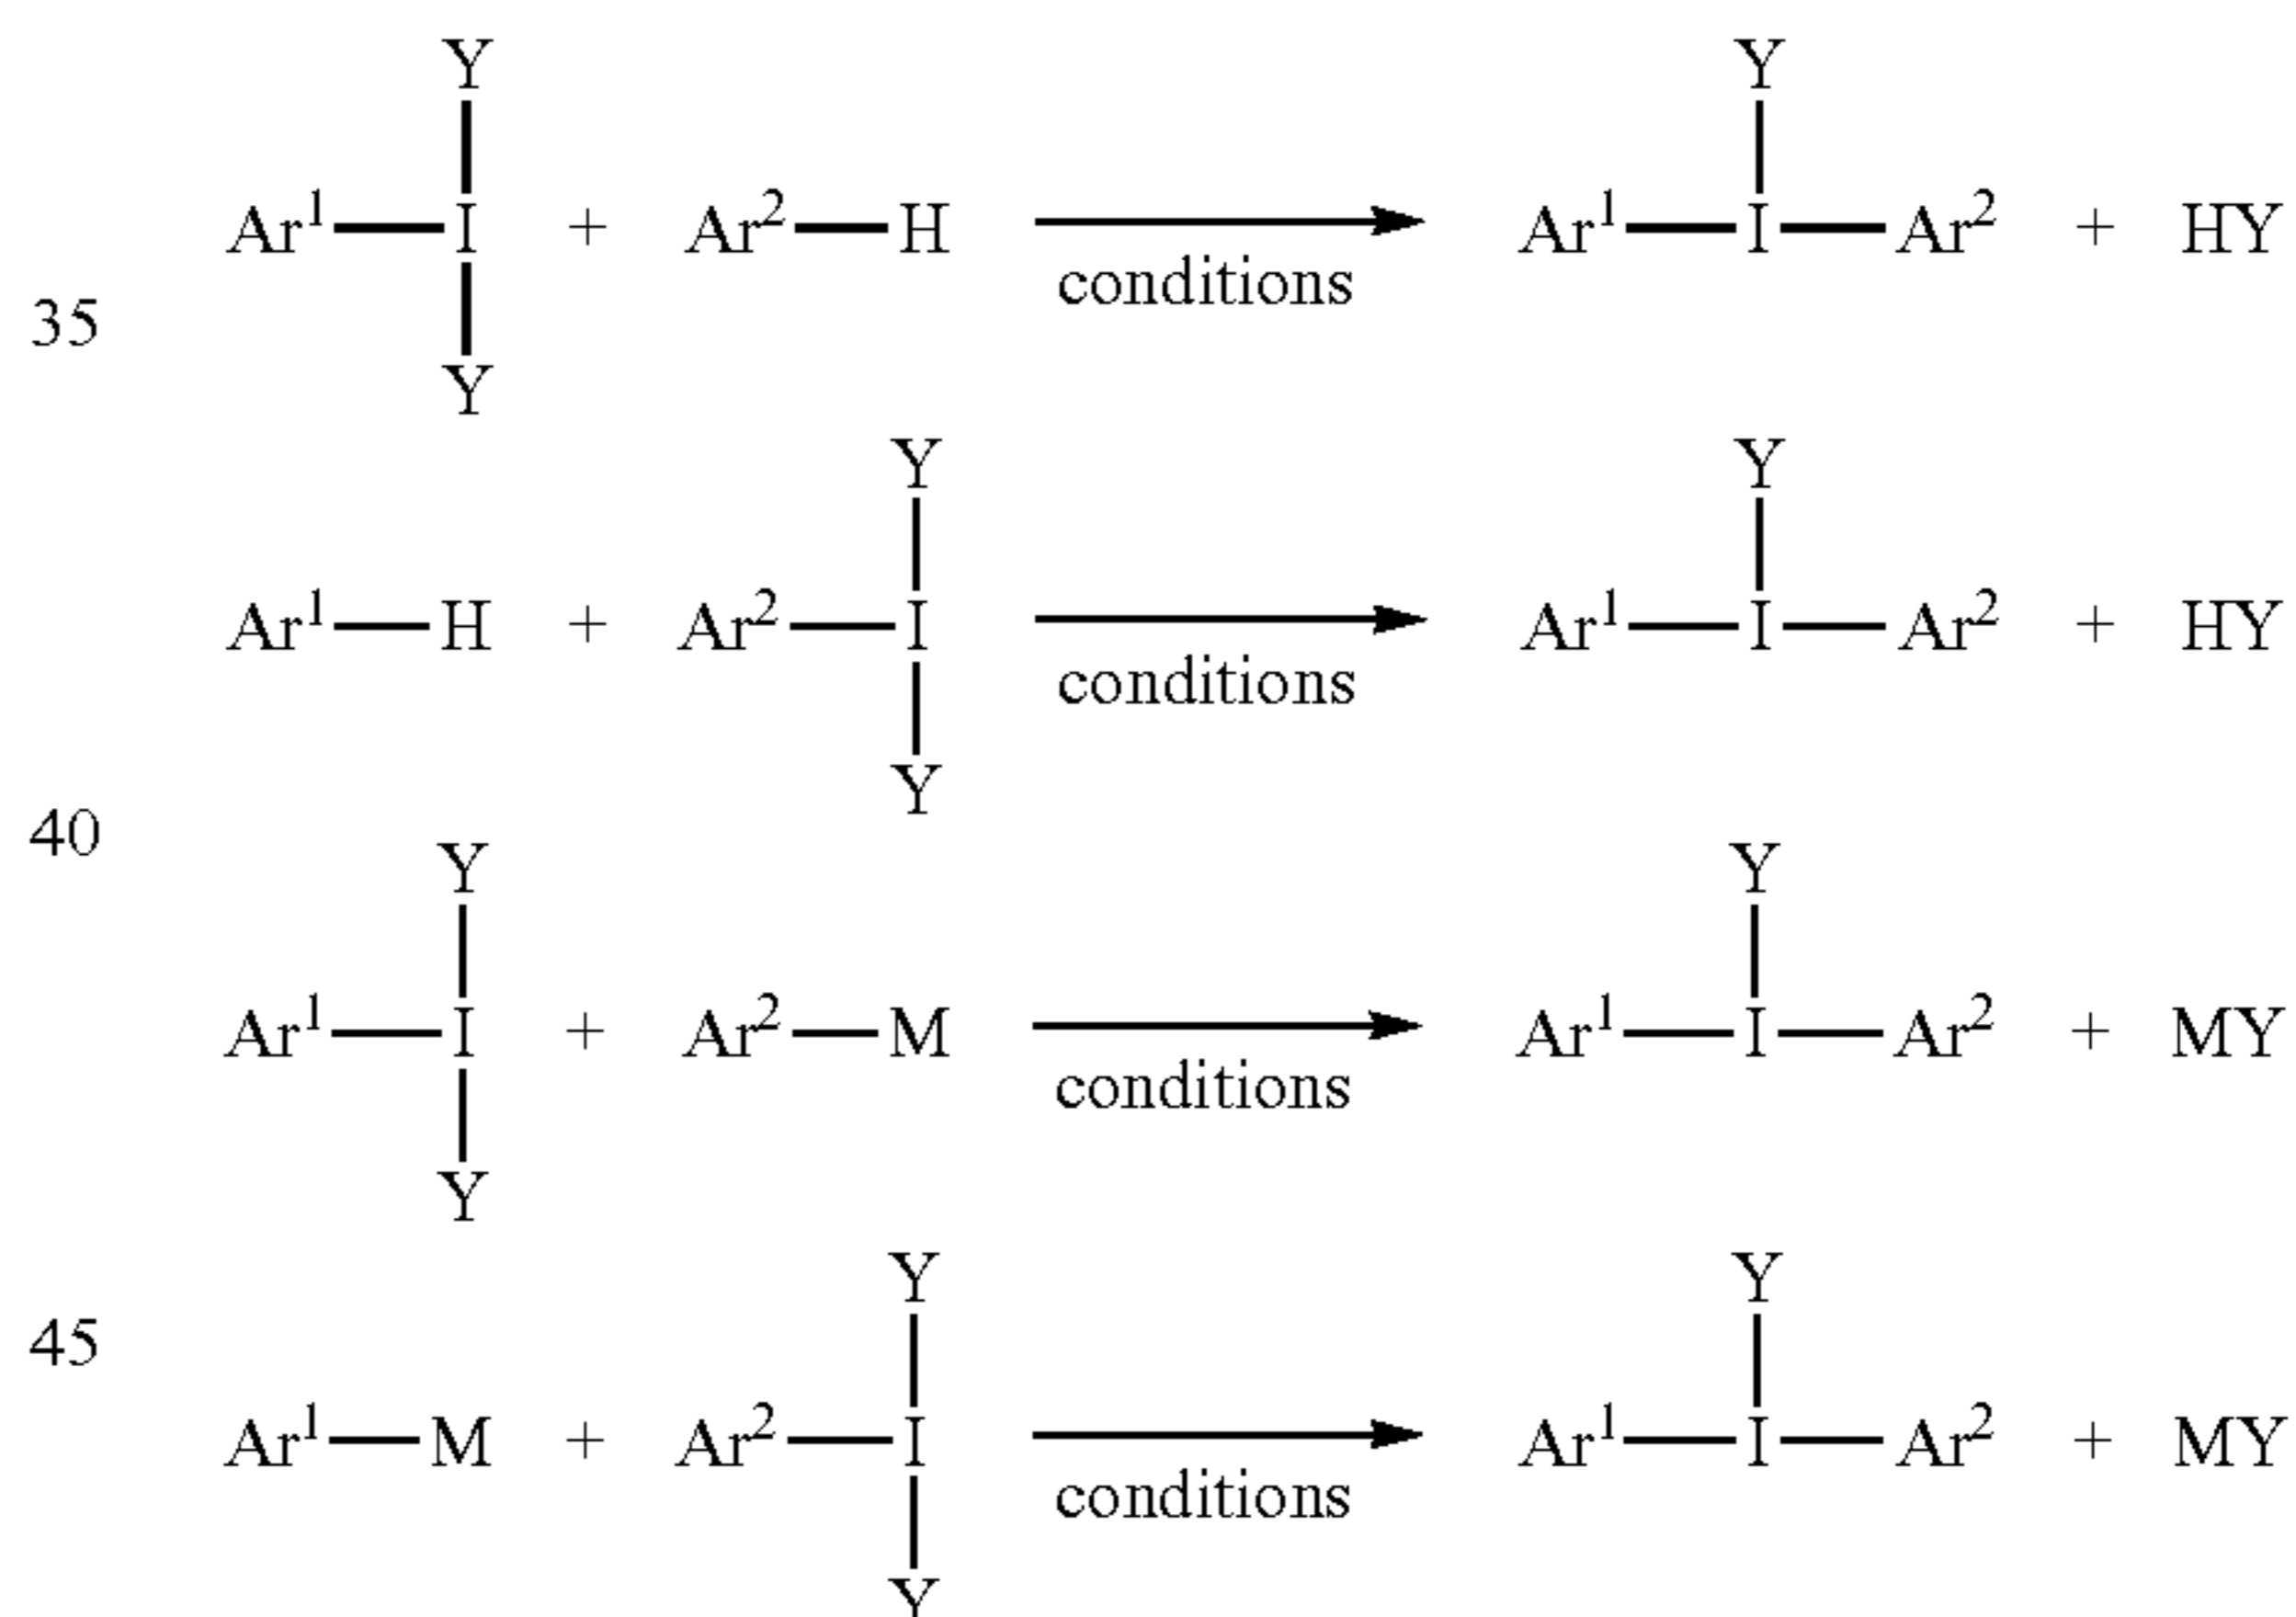 Y
Ar¹—I + Ar²—H → Ar¹—I—Ar² + HY
Y
conditions
35
Y
Y
Y
Ar¹—H + Ar²—I → Ar¹—I—Ar² + HY
conditions
Y
40
Y
Y
Ar¹—I + Ar²—M → Ar¹—I—Ar² + MY
conditions
Y
Y
Y
45
Ar¹—M + Ar²—I → Ar¹—I—Ar² + MY
conditions
Y